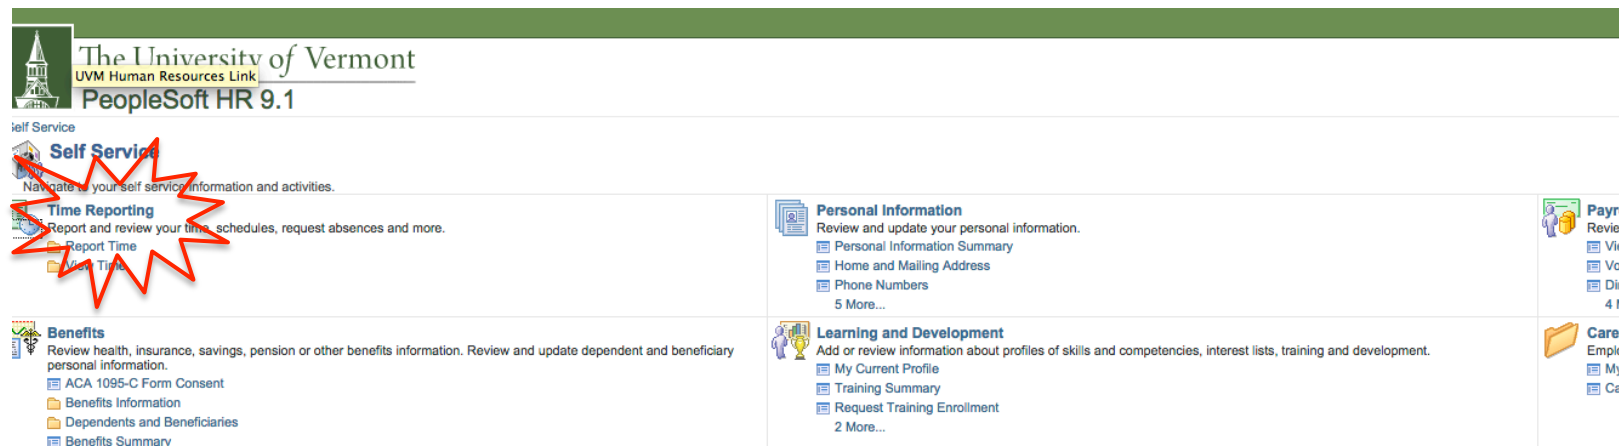 The University of Vermont
UVM Human Resources Link
PeopleSoft HR 9.1
Self Service
Self Service
Navigate to your self service information and activities.
Time Reporting
Report and review your time, schedules, request absences and more.
Report Time
View Time
Personal Information
Review and update your personal information.
Personal Information Summary
Home and Mailing Address
Phone Numbers
5 More...
Benefits
Review health, insurance, savings, pension or other benefits information. Review and update dependent and beneficiary
personal information.
ACA 1095-C Form Consent
Benefits Information
Dependents and Beneficiaries
Benefits Summary
Learning and Development
Add or review information about profiles of skills and competencies, interest lists, training and development.
My Current Profile
Training Summary
Request Training Enrollment
2 More...